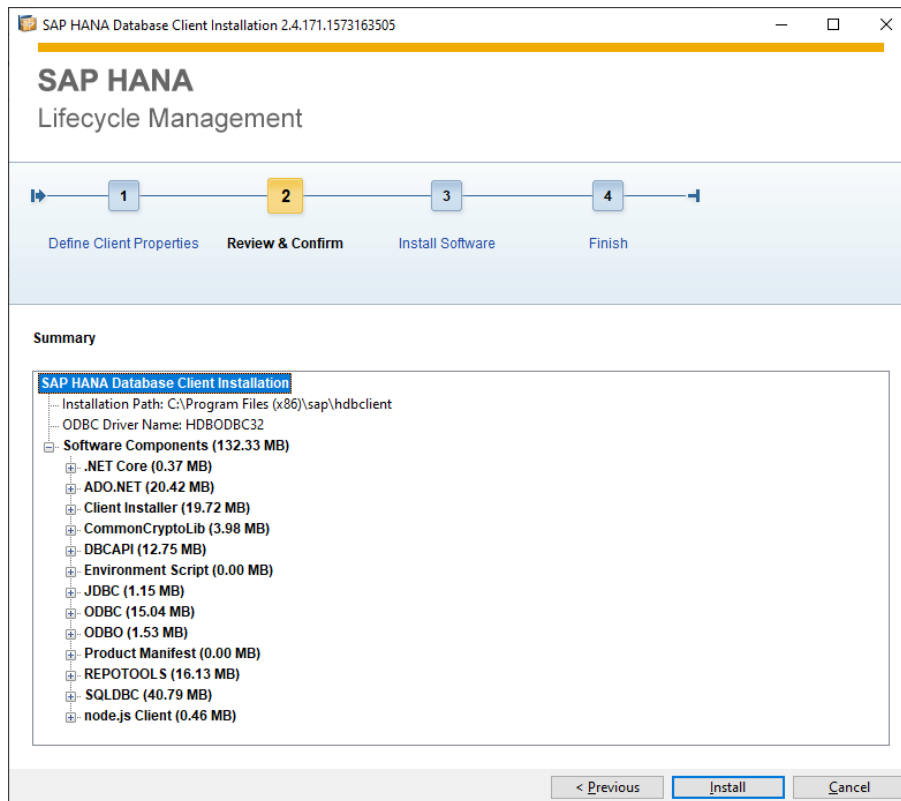 SAP HANA Database Client Installation 2.4.171.1573163505
SAP HANA
Lifecycle Management
1
2
3
4
Define Client Properties
Review & Confirm
Install Software
Finish
Summary
SAP HANA Database Client Installation
Installation Path: C:\Program Files (x86)\sap\hdbclient
ODBC Driver Name: HDBODBC32
Software Components (132.33 MB)
.NET Core (0.37 MB)
ADO.NET (20.42 MB)
Client Installer (19.72 MB)
CommonCryptoLib (3.98 MB)
DBCAPI (12.75 MB)
Environment Script (0.00 MB)
JDBC (1.15 MB)
ODBC (15.04 MB)
ODBO (1.53 MB)
Product Manifest (0.00 MB)
REPOTOOLS (16.13 MB)
SQLDBC (40.79 MB)
node.js Client (0.46 MB)
< Previous
Install
Cancel